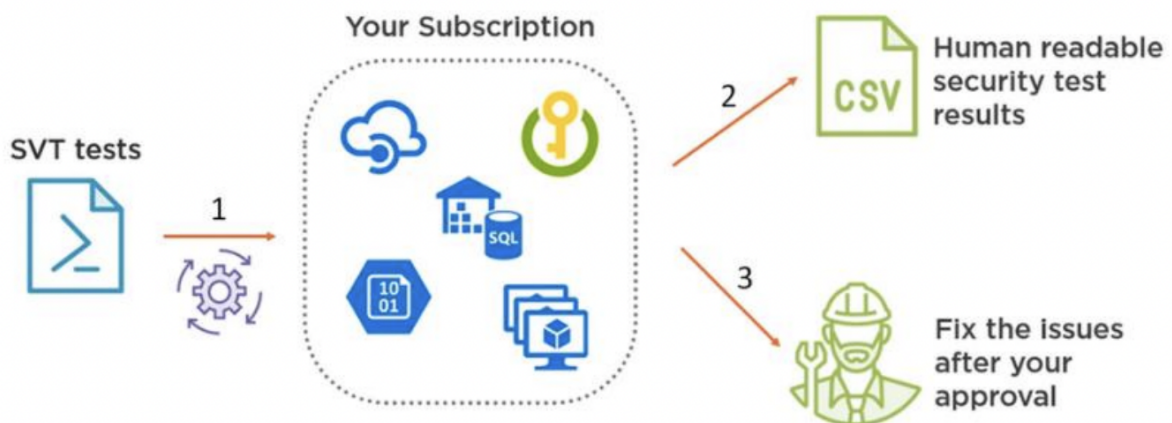 Your Subscription
SVT tests
1
SQL
10
01
2
CSV
Human readable
security test
results
3
Fix the issues
after your
approval